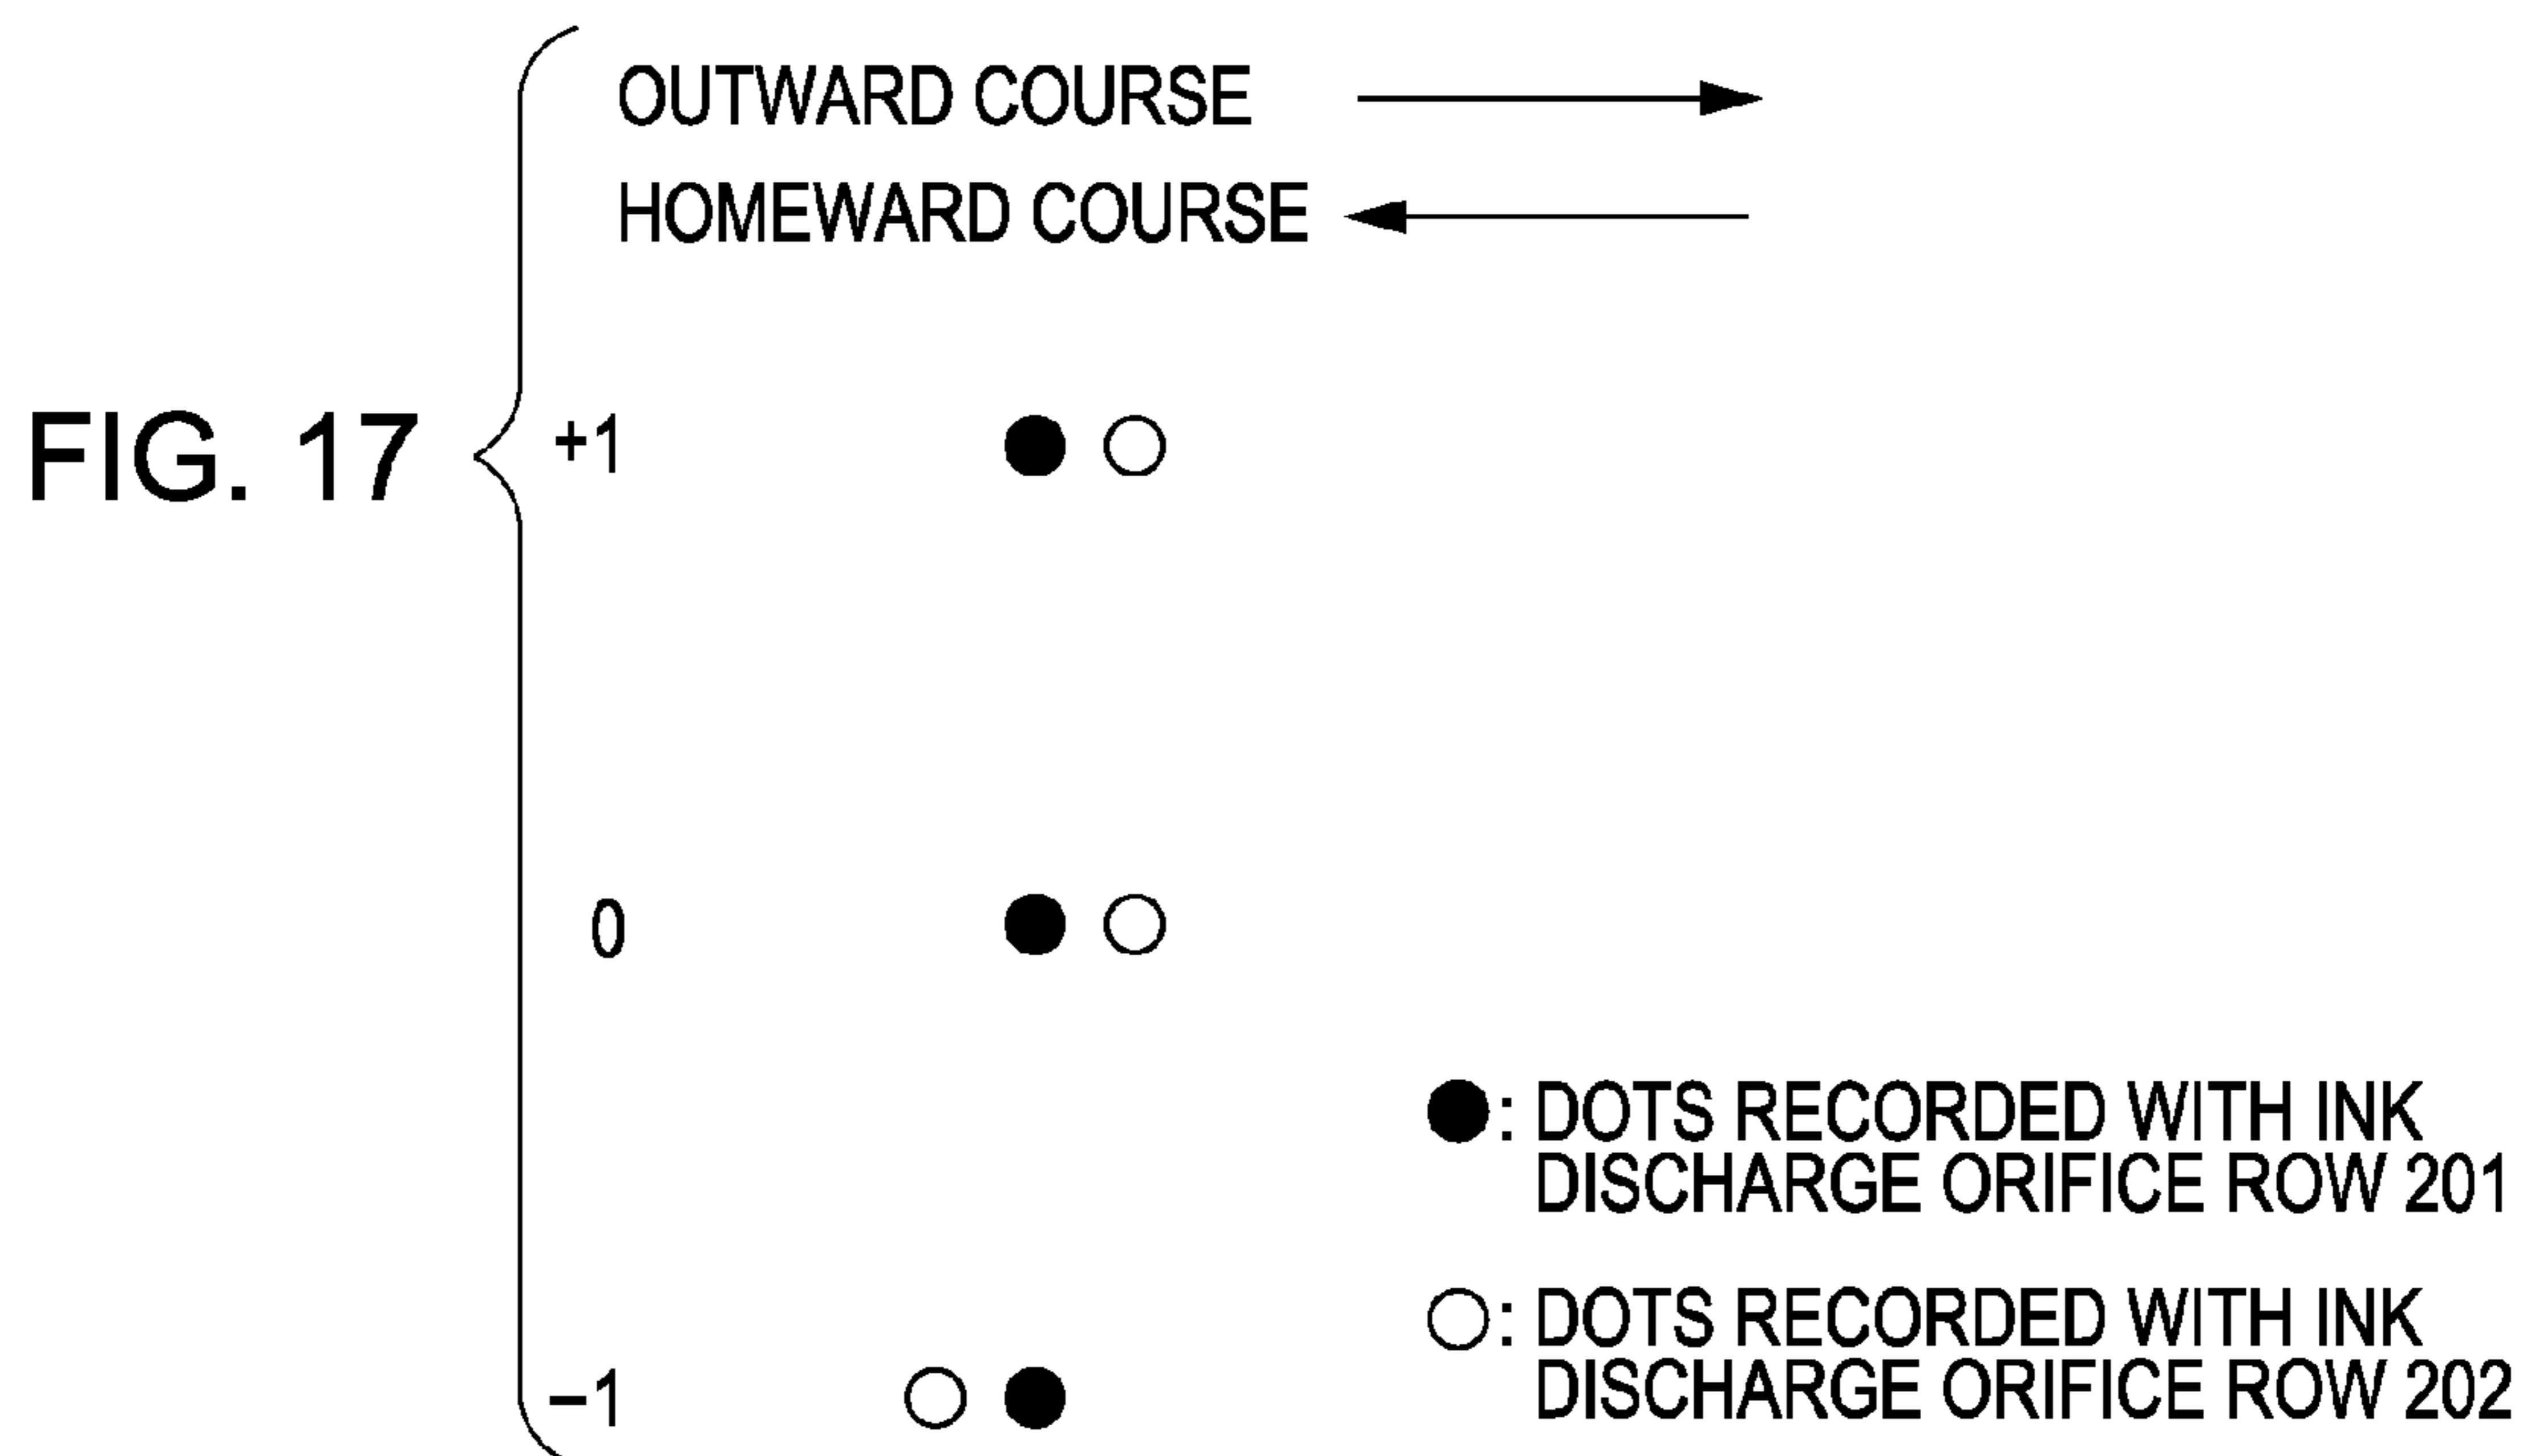 OUTWARD COURSE
HOMEWARD COURSE
FIG. 17
+1
0
−1
: DOTS RECORDED WITH INK
DISCHARGE ORIFICE ROW 201
: DOTS RECORDED WITH INK
DISCHARGE ORIFICE ROW 202